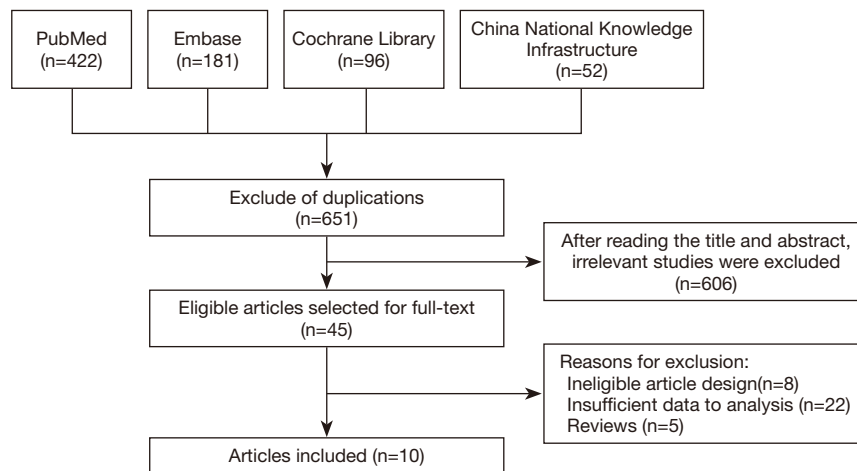 PubMed
(n=422)
Embase
(n=181)
Cochrane Library
(n=96)
China National Knowledge
Infrastructure
(n=52)
Exclude of duplications
(n=651)
After reading the title and abstract,
irrelevant studies were excluded
(n=606)
Eligible articles selected for full-text
(n=45)
Reasons for exclusion:
Ineligible article design(n=8)
Insufficient data to analysis (n=22)
Reviews (n=5)
Articles included (n=10)